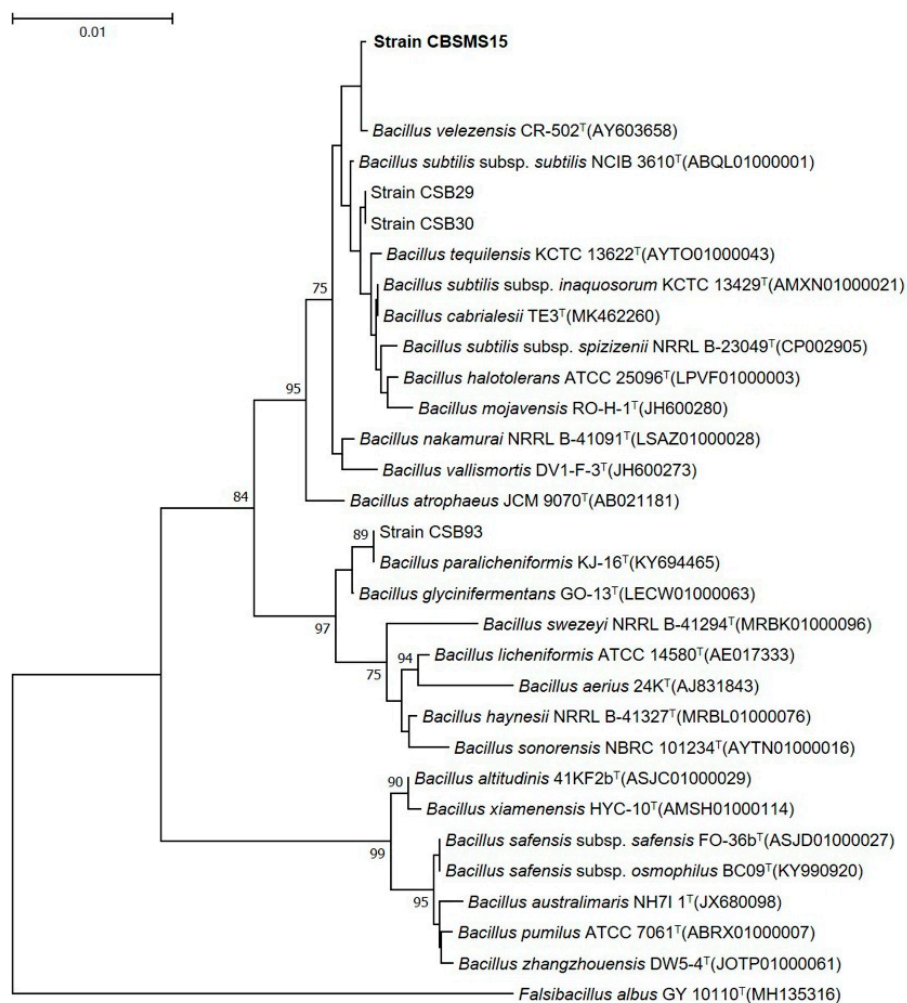 0.01
Strain CBSMS15
Bacillus velezensis CR-502ᵀ(AY603658)
Bacillus subtilis subsp. subtilis NCIB 3610ᵀ(ABQL01000001)
Strain CSB29
Strain CSB30
Bacillus tequilensis KCTC 13622ᵀ(AYTO01000043)
Bacillus subtilis subsp. inaquosorum KCTC 13429ᵀ(AMXN01000021)
75
Bacillus cabrialesii TE3ᵀ(MK462260)
Bacillus subtilis subsp. spizizenii NRRL B-23049ᵀ(CP002905)
Bacillus halotolerans ATCC 25096ᵀ(LPVF01000003)
95
Bacillus mojavensis RO-H-1ᵀ(JH600280)
Bacillus nakamurai NRRL B-41091ᵀ(LSAZ01000028)
Bacillus vallismortis DV1-F-3ᵀ(JH600273)
84
Bacillus atrophaeus JCM 9070ᵀ(AB021181)
89
Strain CSB93
Bacillus paralicheniformis KJ-16ᵀ(KY694465)
Bacillus glycinifermentans GO-13ᵀ(LECW01000063)
97
Bacillus swezeyi NRRL B-41294ᵀ(MRBK01000096)
94
Bacillus licheniformis ATCC 14580ᵀ(AE017333)
75
Bacillus aerius 24Kᵀ(AJ831843)
Bacillus haynesii NRRL B-41327ᵀ(MRBL01000076)
Bacillus sonorensis NBRC 101234ᵀ(AYTN01000016)
90
Bacillus altitudinis 41KF2bᵀ(ASJC01000029)
Bacillus xiamenensis HYC-10ᵀ(AMSH01000114)
Bacillus safensis subsp. safensis FO-36bᵀ(ASJD01000027)
99
Bacillus safensis subsp. osmophilus BC09ᵀ(KY990920)
95
Bacillus australimaris NH7I 1ᵀ(JX680098)
Bacillus pumilus ATCC 7061ᵀ(ABRX01000007)
Bacillus zhangzhouensis DW5-4ᵀ(JOTP01000061)
Falsibacillus albus GY 10110ᵀ(MH135316)